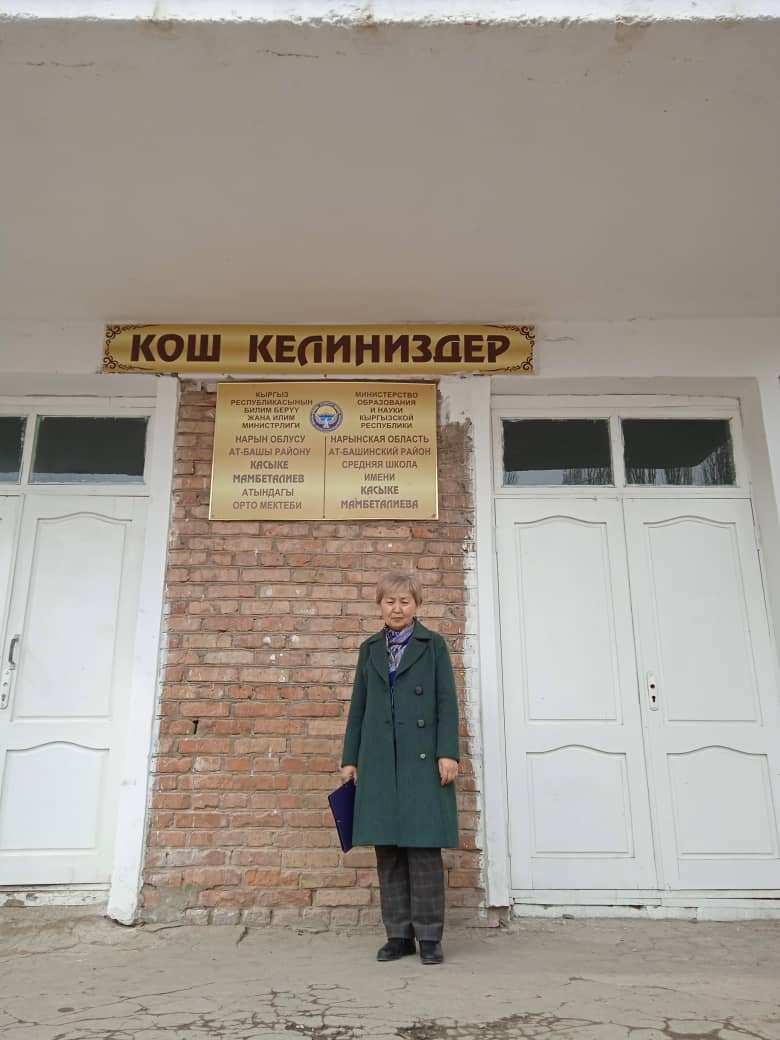 КОШ КЕЛИНИЗДЕР
КЫРГЫЗ
РЕСПУБЛИКАСЫНЫН
БИЛИМ БЕРҮҮ
ЖАНА ИЛИМ
МИНИСТРЛИГИ
НАРЫН ОБЛУСУ
АТ-БАШЫ РАЙОНУ
КАСЫКЕ
МАМБЕТАЛИЕВ
АТЫНДАГЫ
ОРТО МЕКТЕБИ
МИНИСТЕРСТВО
ОБРАЗОВАНИЯ
И НАУКИ
КЫРГЫЗСКОЙ
РЕСПУБЛИКИ
НАРЫНСКАЯ ОБЛАСТЬ
АТ-БАШИНСКИЙ РАЙОН
СРЕДНЯЯ ШКОЛА
ИМЕНИ
КАСЫКЕ
МАМБЕТАЛИЕВА